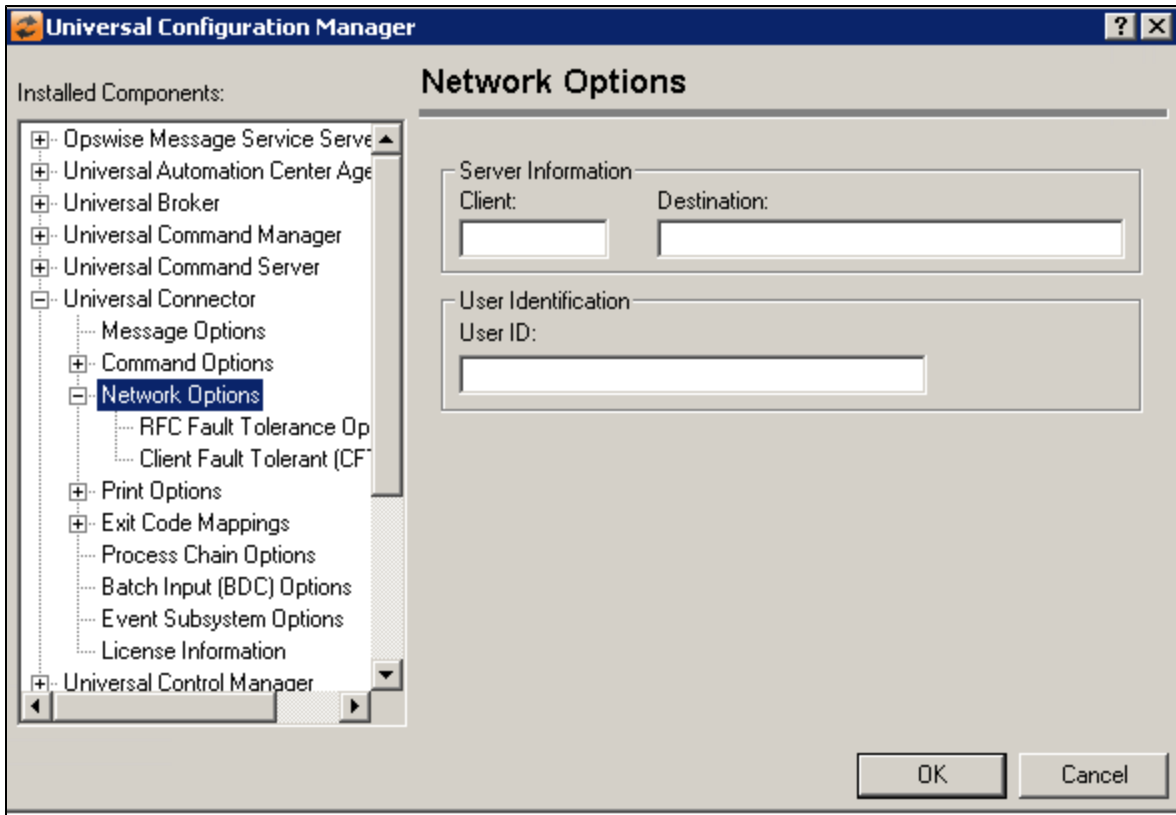 Universal Configuration Manager
Installed Components:
Opswise Message Service Serve
Universal Automation Center Age
Universal Broker
Universal Command Manager
Universal Command Server
Universal Connector
Message Options
Command Options
Network Options
RFC Fault Tolerance Op
Client Fault Tolerant (CFT
Print Options
Exit Code Mappings
Process Chain Options
Batch Input (BDC) Options
Event Subsystem Options
License Information
Universal Control Manager
Network Options
Server Information
Client: Destination:
User Identification
User ID:
OK Cancel